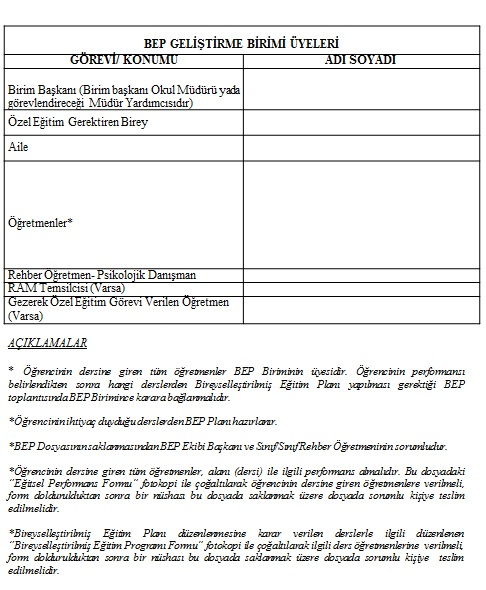 BEP GELİŞTİRME BİRİMİ ÜYELERİ
GÖREVİ/ KONUMU ADI SOYADI
Birim Başkanı (Birim başkanı Okul Müdürü yada
görevlendireceği Müdür Yardımcısıdır)
Özel Eğitim Gerektiren Birey
Aile
Öğretmenler*
Rehber Öğretmen- Psikolojik Danışman
RAM Temsilcisi (Varsa)
Gezerek Özel Eğitim Görevi Verilen Öğretmen
(Varsa)
AÇIKLAMALAR
* Öğrencinin dersine giren tüm öğretmenler BEP Biriminin üyesidir. Öğrencinin performansı
belirlendikten sonra hangi derslerden Bireyselleştirilmiş Eğitim Planı yapılması gerektiği BEP
toplantısında BEP Birimince karara bağlanmalıdır.
*Öğrencinin ihtiyaç duyduğu derslerden BEP Planı hazırlanır.
*BEP Dosyasının saklanmasından BEP Ekibi Başkanı ve Sınıf/Sınıf Rehber Öğretmeninin sorumludur.
*Öğrencinin dersine giren tüm öğretmenler, alanı (dersi) ile ilgili performans almalıdır. Bu dosyadaki
"Eğitsel Performans Formu" fotokopi ile çoğaltılarak öğrencinin dersine giren öğretmenlere verilmeli,
form doldurulduktan sonra bir nüshası bu dosyada saklanmak üzere dosyada sorumlu kişiye teslim
edilmelidir.
*Bireyselleştirilmiş Eğitim Planı düzenlenmesine karar verilen derslerle ilgili düzenlenen
"Bireyselleştirilmiş Eğitim Programı Formu" fotokopi ile çoğaltılarak ilgili ders öğretmenlerine verilmeli,
form doldurulduktan sonra bir nüshası bu dosyada saklanmak üzere dosyada sorumlu kişiye teslim
edilmelidir.